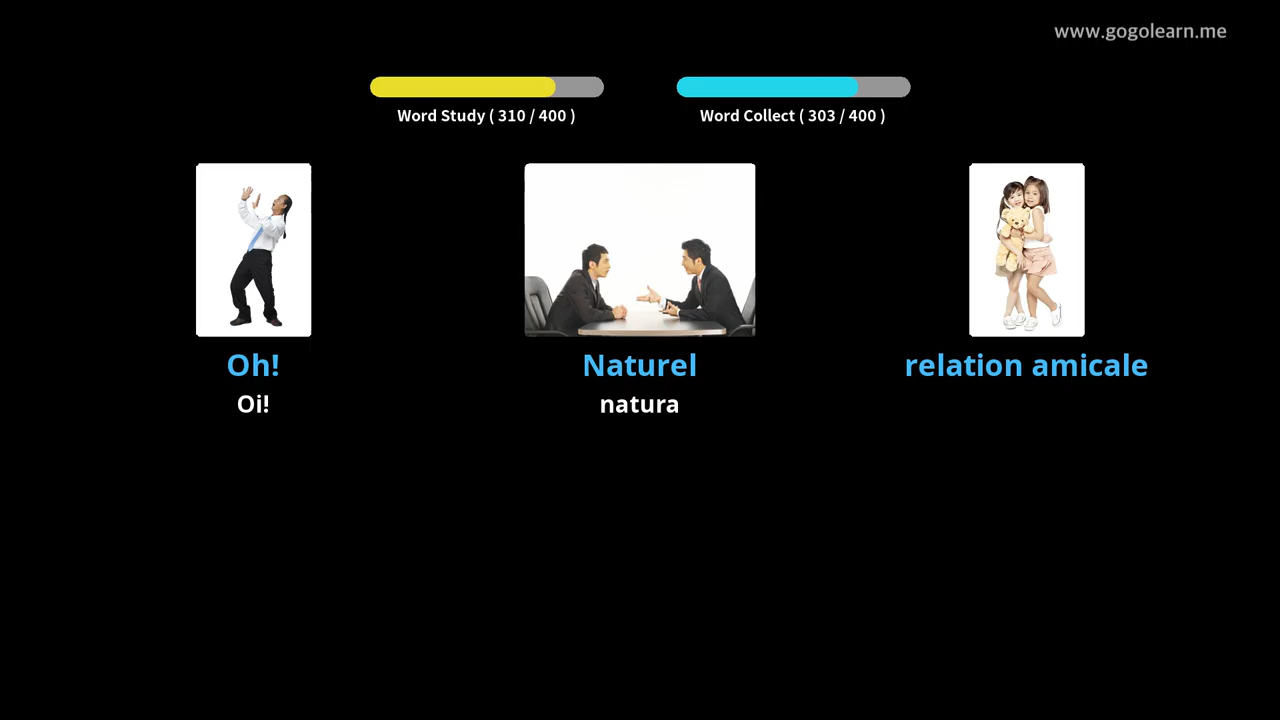 www.gogolearn.me
Word Study ( 310 / 400 )
Word Collect ( 303 / 400 )
Oh!
Oi!
Naturel
natura
relation amicale